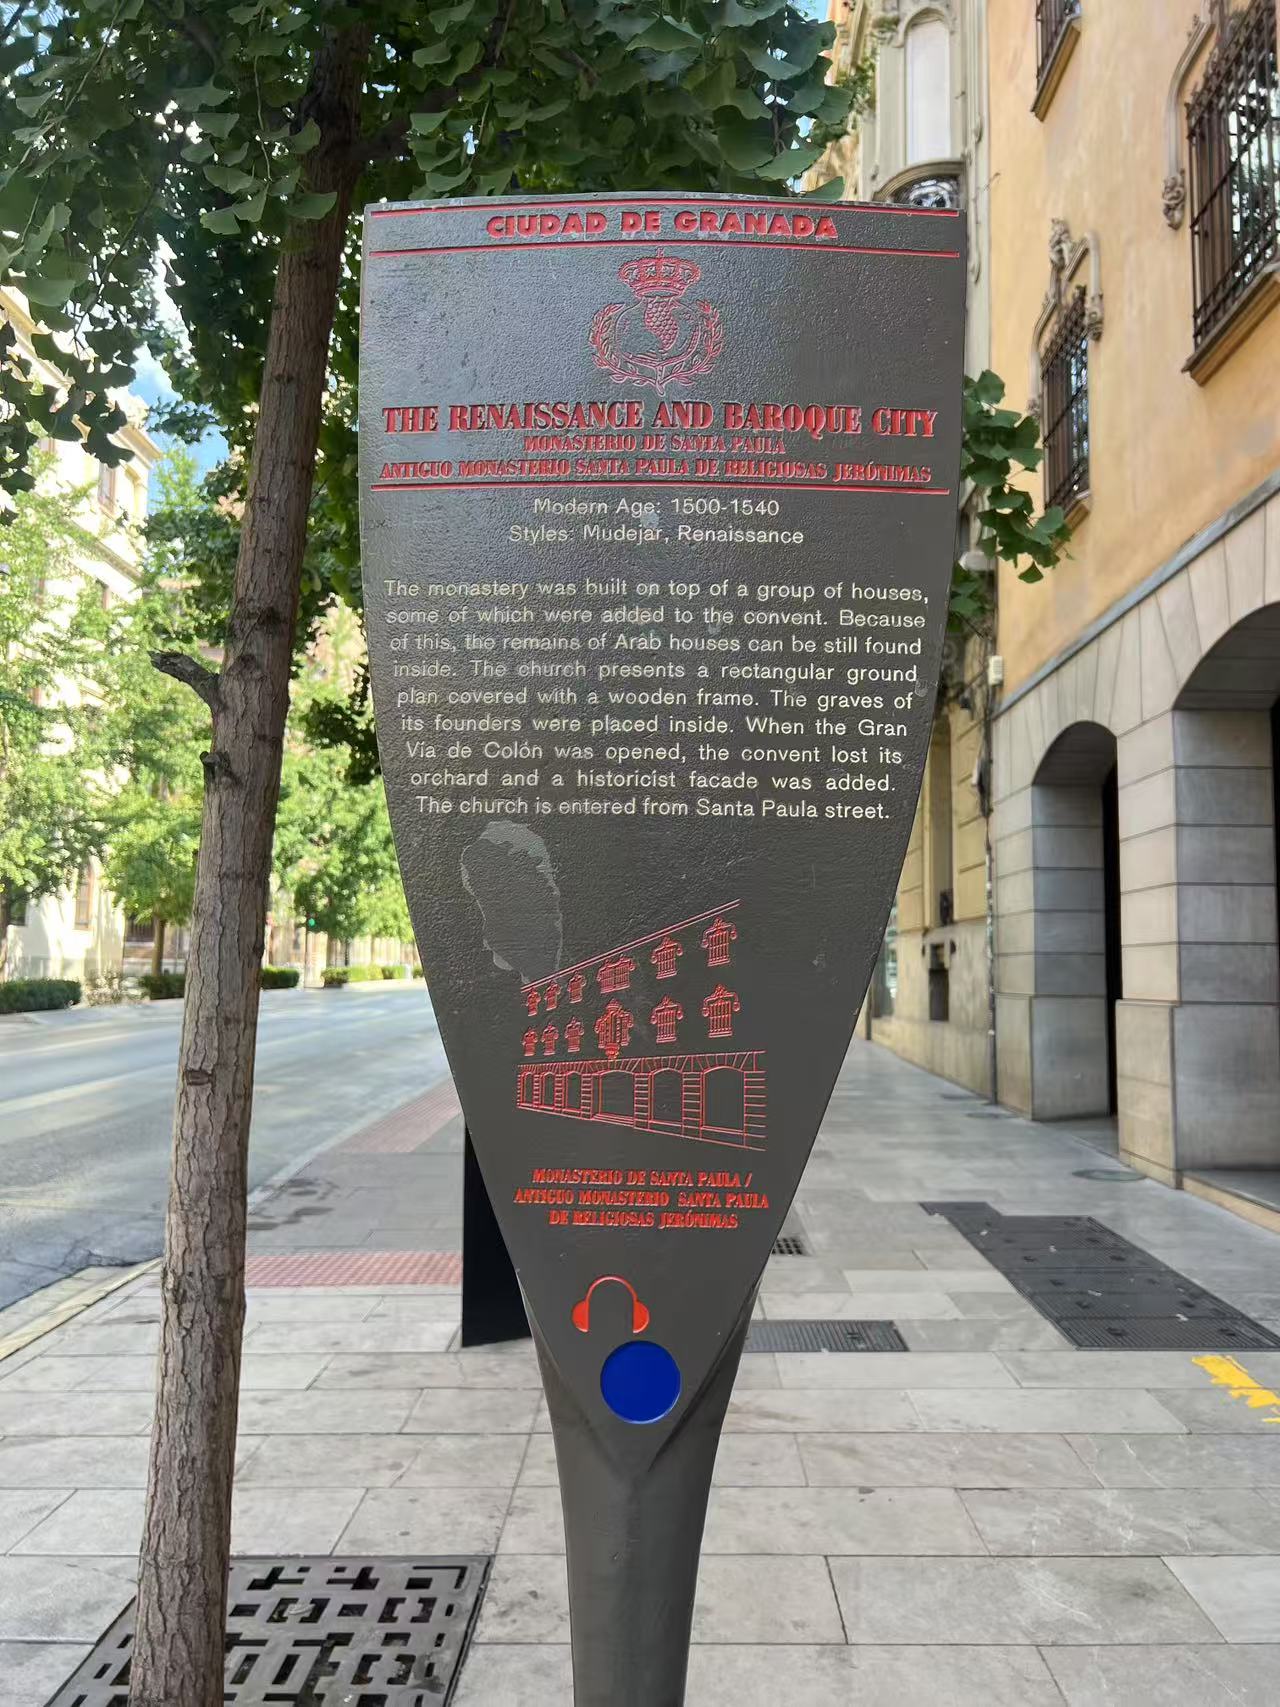 CIUDAD DE GRANADA
THE RENAISSANCE AND BAROQUE CITY
MONASTERIO DE SANTA PAULA
ANTIGUO MONASTERIO SANTA PAULA DE RELIGIOSAS JERÓNIMAS
Modern Age: 1500-1540
Styles: Mudejar, Renaissance
The monastery was built on top of a group of houses,
some of which were added to the convent. Because
of this, the remains of Arab houses can be still found
inside. The church presents a rectangular ground
plan covered with a wooden frame. The graves of
its founders were placed inside. When the Gran
Vía de Colón was opened, the convent lost its
orchard and a historicist facade was added.
The church is entered from Santa Paula street.
MONASTERIO DE SANTA PAULA /
ANTIGUO MONASTERIO SANTA PAULA
DE RELIGIOSAS JERÓNIMAS